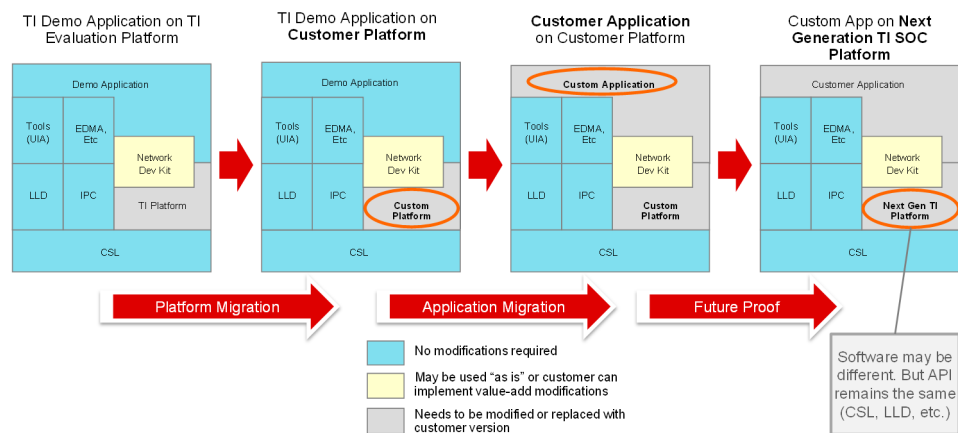 TI Demo Application on TI
Evaluation Platform
Demo Application
Tools
(UIA)
EDMA,
Etc
Network
Dev Kit
LLD
IPC
TI Platform
CSL
TI Demo Application on
Customer Platform
Demo Application
Tools
(UIA)
EDMA,
Etc
Network
Dev Kit
LLD
IPC
Custom
Platform
CSL
Customer Application
on Customer Platform
Custom Application
Tools
(UIA)
EDMA,
Etc
Network
Dev Kit
LLD
IPC
Custom
Platform
CSL
Custom App on Next
Generation TI SOC
Platform
Customer Application
Tools
(UIA)
EDMA,
Etc
Network
Dev Kit
LLD
IPC
Next Gen TI
Platform
CSL
Platform Migration
Application Migration
Future Proof
No modifications required
May be used “as is” or customer can
implement value-add modifications
Needs to be modified or replaced with
customer version
Software may be
different. But API
remains the same
(CSL, LLD, etc.)